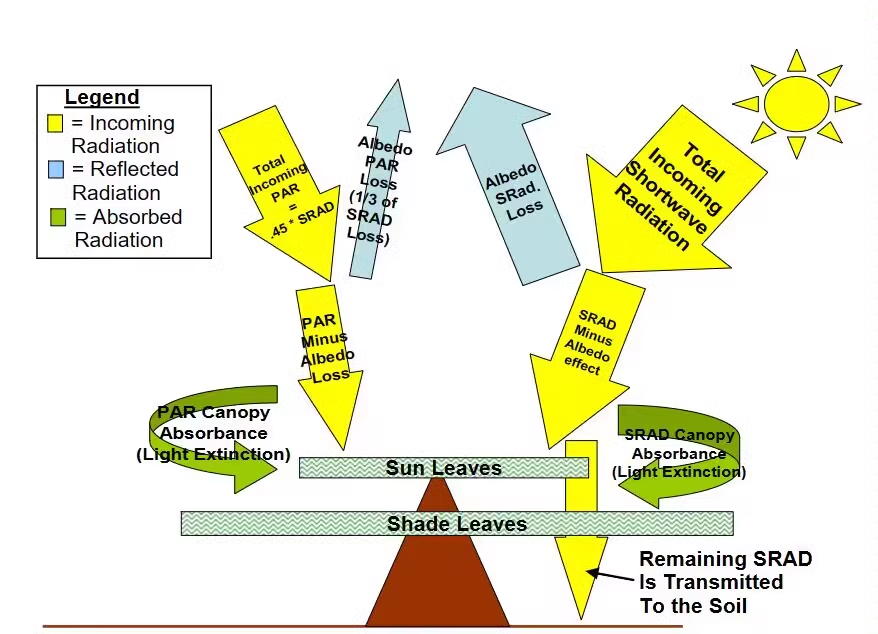 Legend
= Incoming
Radiation
= Reflected
Radiation
= Absorbed
Radiation
Total
Incoming
PAR
=
.45 * SRAD
Albedo
PAR
Loss
(1/3 of
SRAD
Loss)
Albedo
SRad.
Loss
Total
Incoming
Shortwave
Radiation
PAR
Minus
Albedo
Loss
SRAD
Minus
Albedo
effect
PAR Canopy
Absorbance
(Light Extinction)
SRAD Canopy
Absorbance
(Light Extinction)
Sun Leaves
Shade Leaves
Remaining SRAD
Is Transmitted
To the Soil